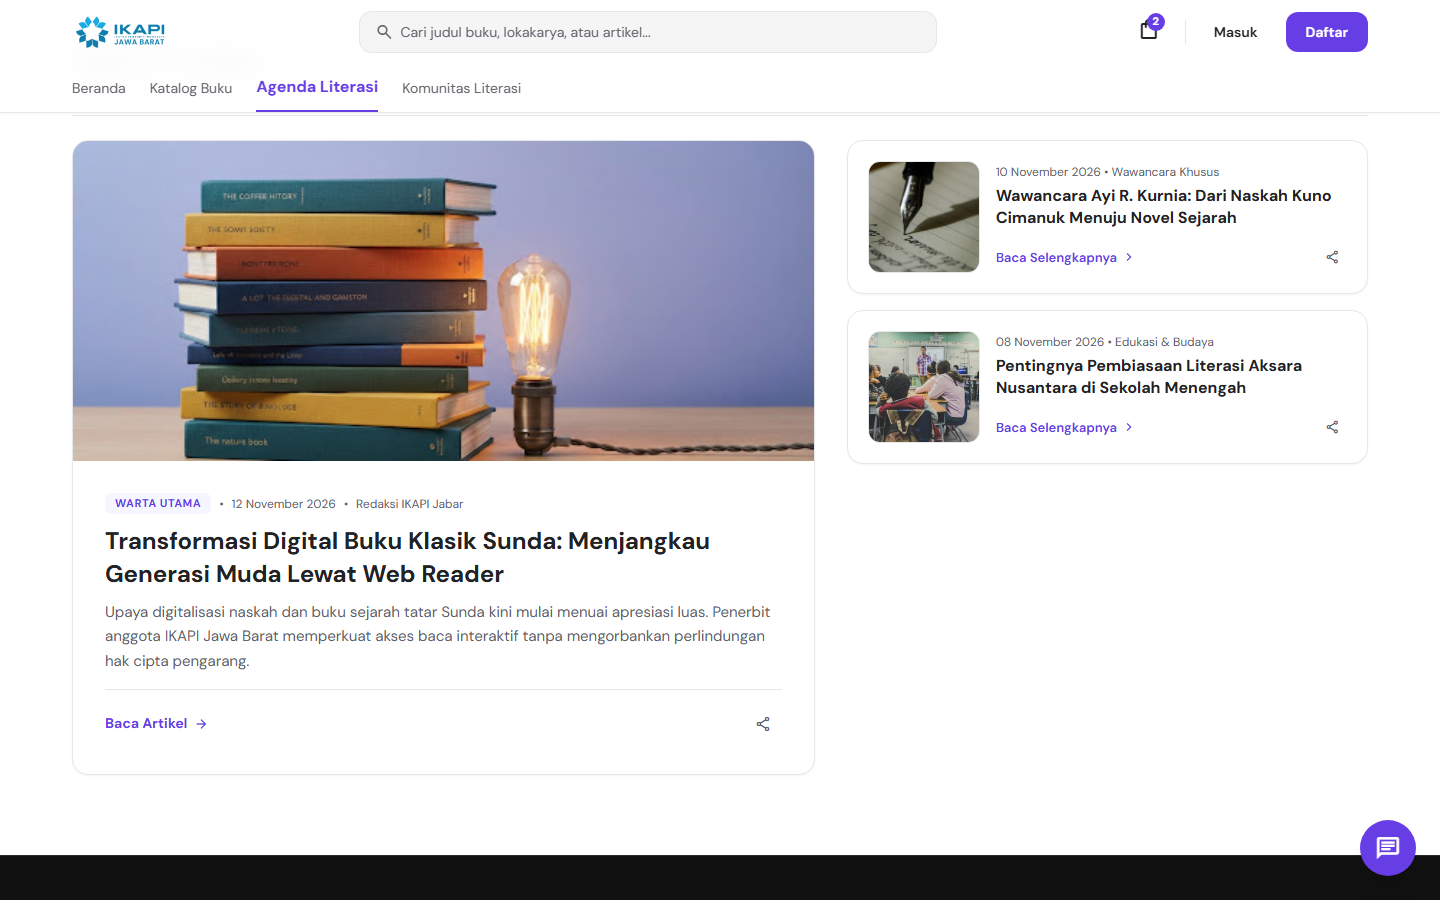 IKAPI
JAWA BARAT
Cari judul buku, lokakarya, atau artikel...
2
Masuk
Daftar
Beranda
Katalog Buku
Agenda Literasi
Komunitas Literasi
THE COFFEE HITORY
A LOT THE
THE STORY OF
The nature book
WARTA UTAMA • 12 November 2026 • Redaksi IKAPI Jabar
Transformasi Digital Buku Klasik Sunda: Menjangkau
Generasi Muda Lewat Web Reader
Upaya digitalisasi naskah dan buku sejarah tatar Sunda kini mulai menuai apresiasi luas. Penerbit
anggota IKAPI Jawa Barat memperkuat akses baca interaktif tanpa mengorbankan perlindungan
hak cipta pengarang.
Baca Artikel
10 November 2026 • Wawancara Khusus
Wawancara Ayi R. Kurnia: Dari Naskah Kuno
Cimanuk Menuju Novel Sejarah
Baca Selengkapnya
08 November 2026 • Edukasi & Budaya
Pentingnya Pembiasaan Literasi Aksara
Nusantara di Sekolah Menengah
Baca Selengkapnya